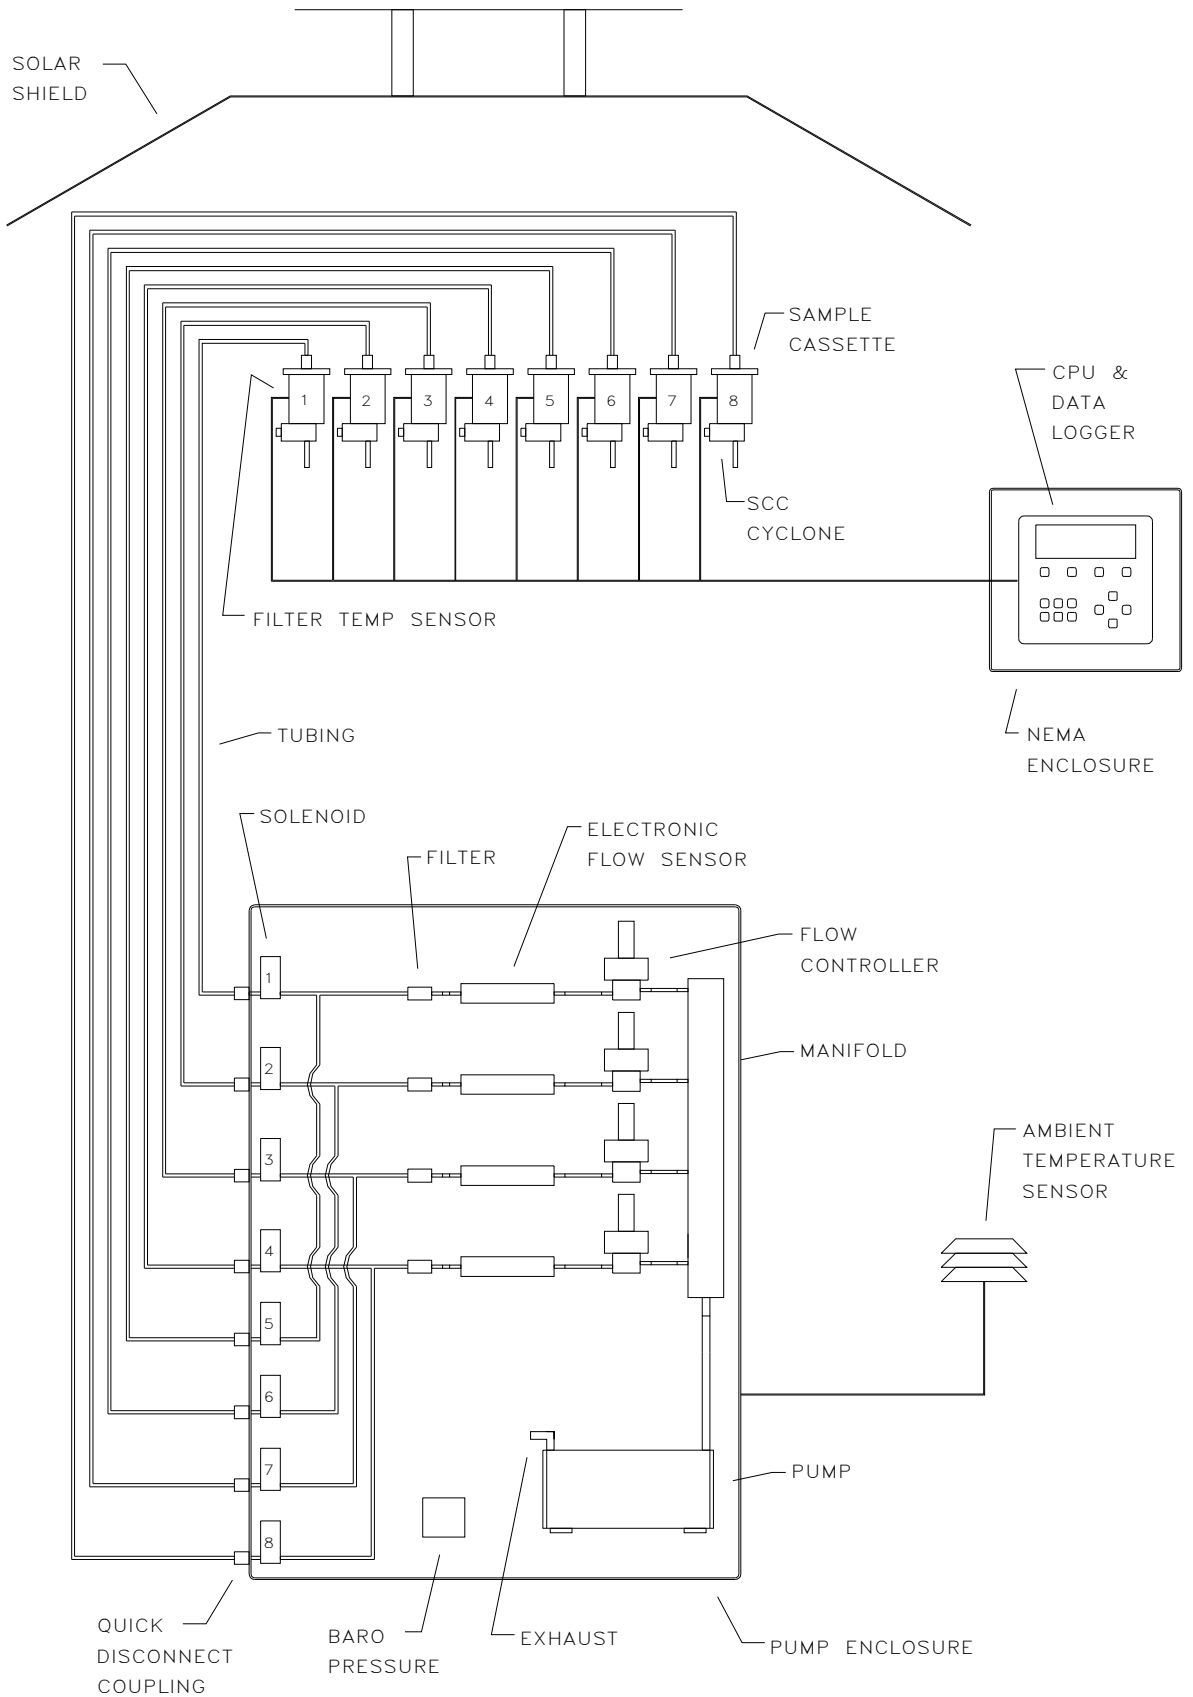 SOLAR
SHIELD
SAMPLE
CASSETTE
CPU &
DATA
LOGGER
1 2 3 4 5 6 7 8
SCC
CYCLONE
FILTER TEMP SENSOR
TUBING
NEMA
ENCLOSURE
SOLENOID
ELECTRONIC
FLOW SENSOR
FILTER
FLOW
CONTROLLER
1
MANIFOLD
2
AMBIENT
TEMPERATURE
SENSOR
3
4
5
6
7
PUMP
8
QUICK
DISCONNECT
COUPLING
BARO
PRESSURE
EXHAUST
PUMP ENCLOSURE